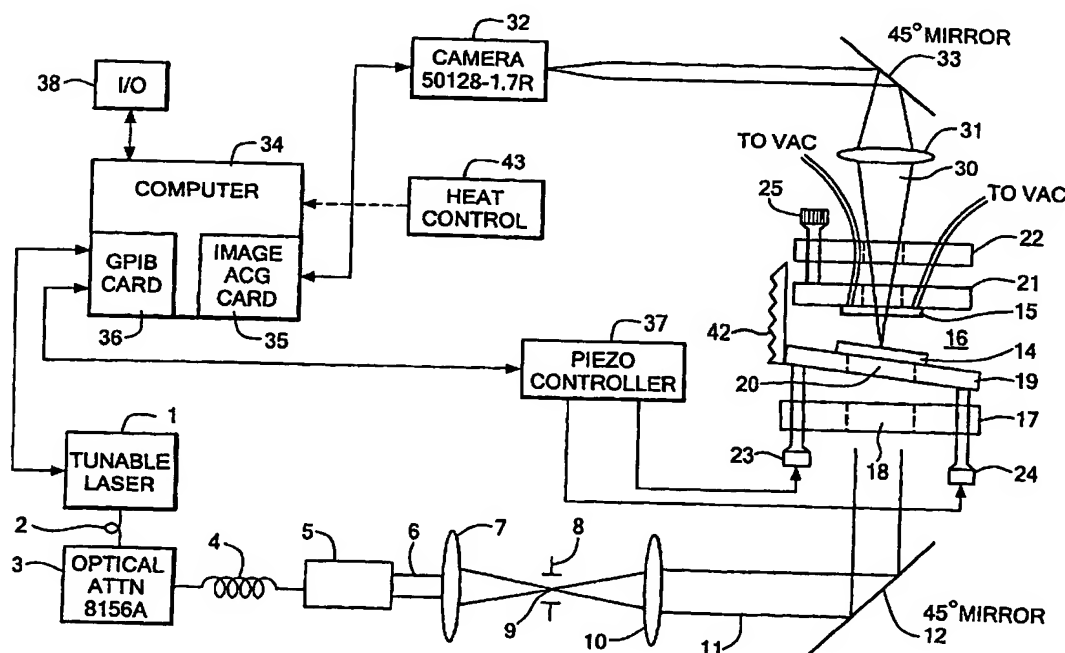 32
CAMERA
50128-1.7R
45° MIRROR
33
38
I/O
34
COMPUTER
43
HEAT
CONTROL
TO VAC
31
30
TO VAC
25
22
GPIB
CARD
IMAGE
ACG
CARD
36
35
21
15
42
16
14
37
PIEZO
CONTROLLER
20
19
17
18
23
24
1
TUNABLE
LASER
2
3
OPTICAL
ATTN
8156A
4
5
6
7
8
9
10
11
12
45° MIRROR